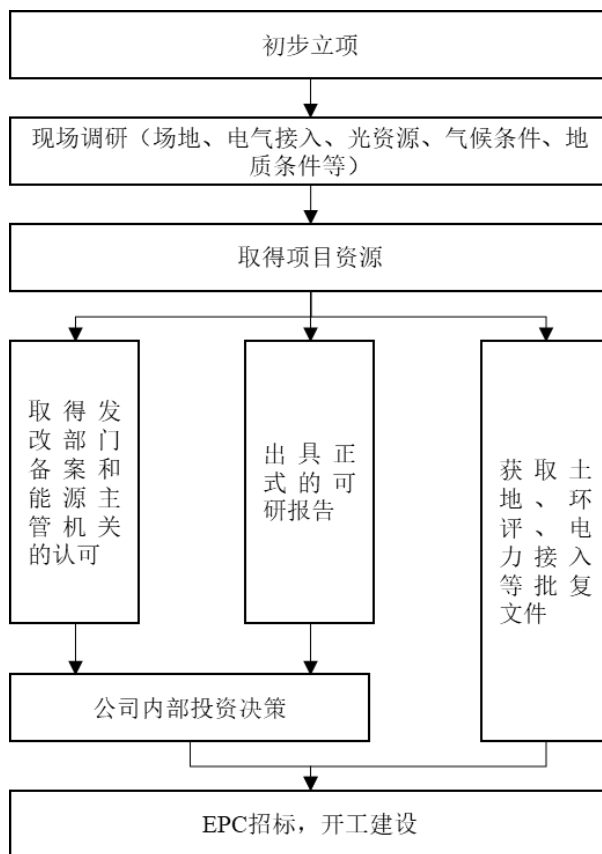 初步立项
现场调研（场地、电气接入、光资源、气候条件、地
质条件等）
取得项目资源
取得发
改部门
备案和
能源主
管机关
的认可
出具正
式的可
研报告
获取土
地、环
评、电
力接入
等批复
文件
公司内部投资决策
EPC招标，开工建设